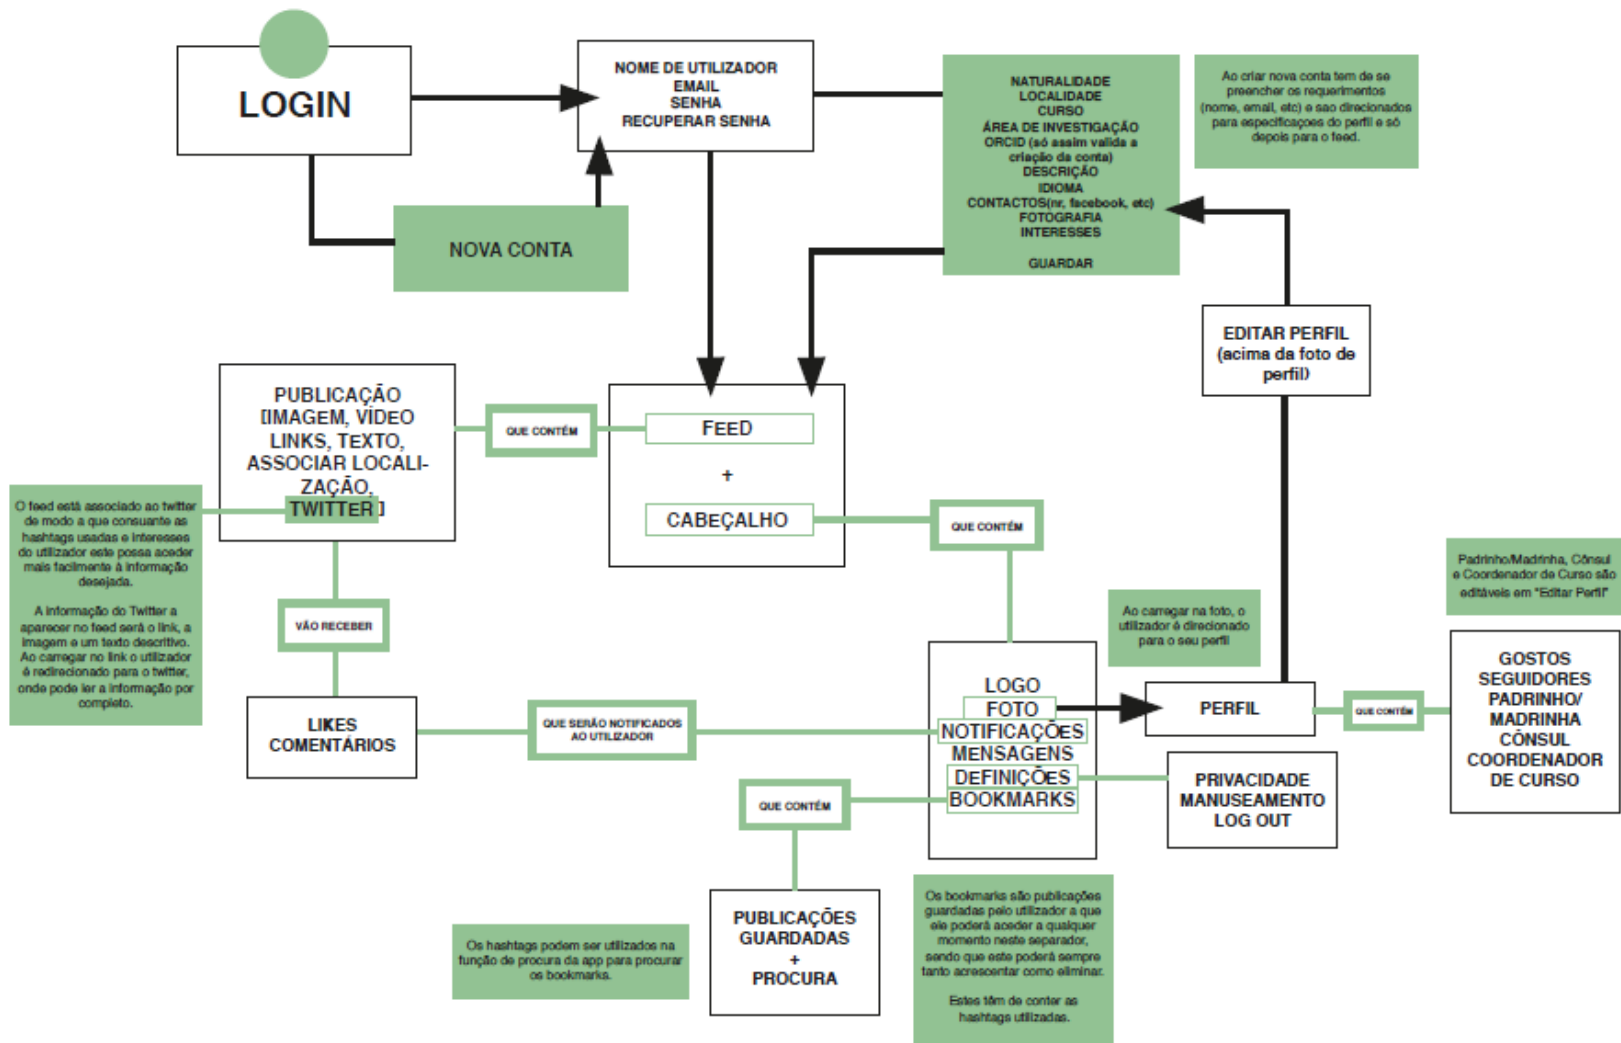 LOGIN
NOME DE UTILIZADOR
EMAIL
SENHA
RECUPERAR SENHA
NATURALIDADE
LOCALIDADE
CURSO
ÁREA DE INVESTIGAÇÃO
ORCID (só assim valida a
criação da conta)
DESCRIÇÃO
IDIOMA
CONTACTOS(nr, facebook, etc)
FOTOGRAFIA
INTERESSES
GUARDAR
Ao criar nova conta tem de se
preencher os requerimentos
(nome, email, etc) e sao direcionados
para especificaçoes do perfil e só
depois para o feed.
NOVA CONTA
EDITAR PERFIL
(acima da foto de
perfil)
PUBLICAÇÃO
[IMAGEM, VÍDEO
LINKS, TEXTO,
ASSOCIAR LOCALI-
ZAÇÃO,
TWITTER ]
QUE CONTÉM
FEED
+
CABEÇALHO
QUE CONTÉM
O feed está associado ao twitter
de modo a que consuante as
hashtags usadas e interesses
do utilizador este possa aceder
mais facilmente à informação
desejada.
A informação do Twitter a
aparecer no feed será o link, a
imagem e um texto descritivo.
Ao carregar no link o utilizador
é redirecionado para o twitter,
onde pode ler a informação por
completo.
VÃO RECEBER
LIKES
COMENTÁRIOS
QUE SERÃO NOTIFICADOS
AO UTILIZADOR
LOGO
FOTO
NOTIFICAÇÕES
MENSAGENS
DEFINIÇÕES
BOOKMARKS
Ao carregar na foto, o
utilizador é direcionado
para o seu perfil
PERFIL
QUE CONTÉM
Padrinho/Madrinha, Cônsul
e Coordenador de Curso são
editáveis em "Editar Perfil"
GOSTOS
SEGUIDORES
PADRINHO/
MADRINHA
CÔNSUL
COORDENADOR
DE CURSO
PRIVACIDADE
MANUSEAMENTO
LOG OUT
QUE CONTÉM
PUBLICAÇÕES
GUARDADAS
+
PROCURA
Os hashtags podem ser utilizados na
função de procura da app para procurar
os bookmarks.
Os bookmarks são publicações
guardadas pelo utilizador a que
ele poderá aceder a qualquer
momento neste separador,
sendo que este poderá sempre
tanto acrescentar como eliminar.
Estes têm de conter as
hashtags utilizadas.